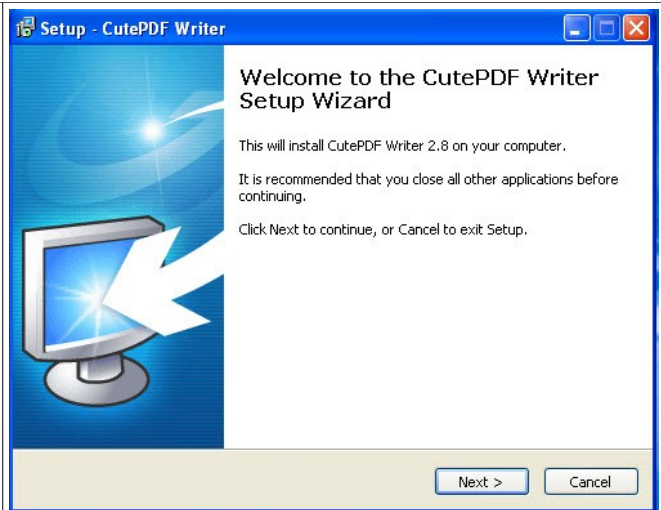 Setup - CutePDF Writer
Welcome to the CutePDF Writer
Setup Wizard
This will install CutePDF Writer 2.8 on your computer.
It is recommended that you close all other applications before
continuing.
Click Next to continue, or Cancel to exit Setup.
Next >
Cancel